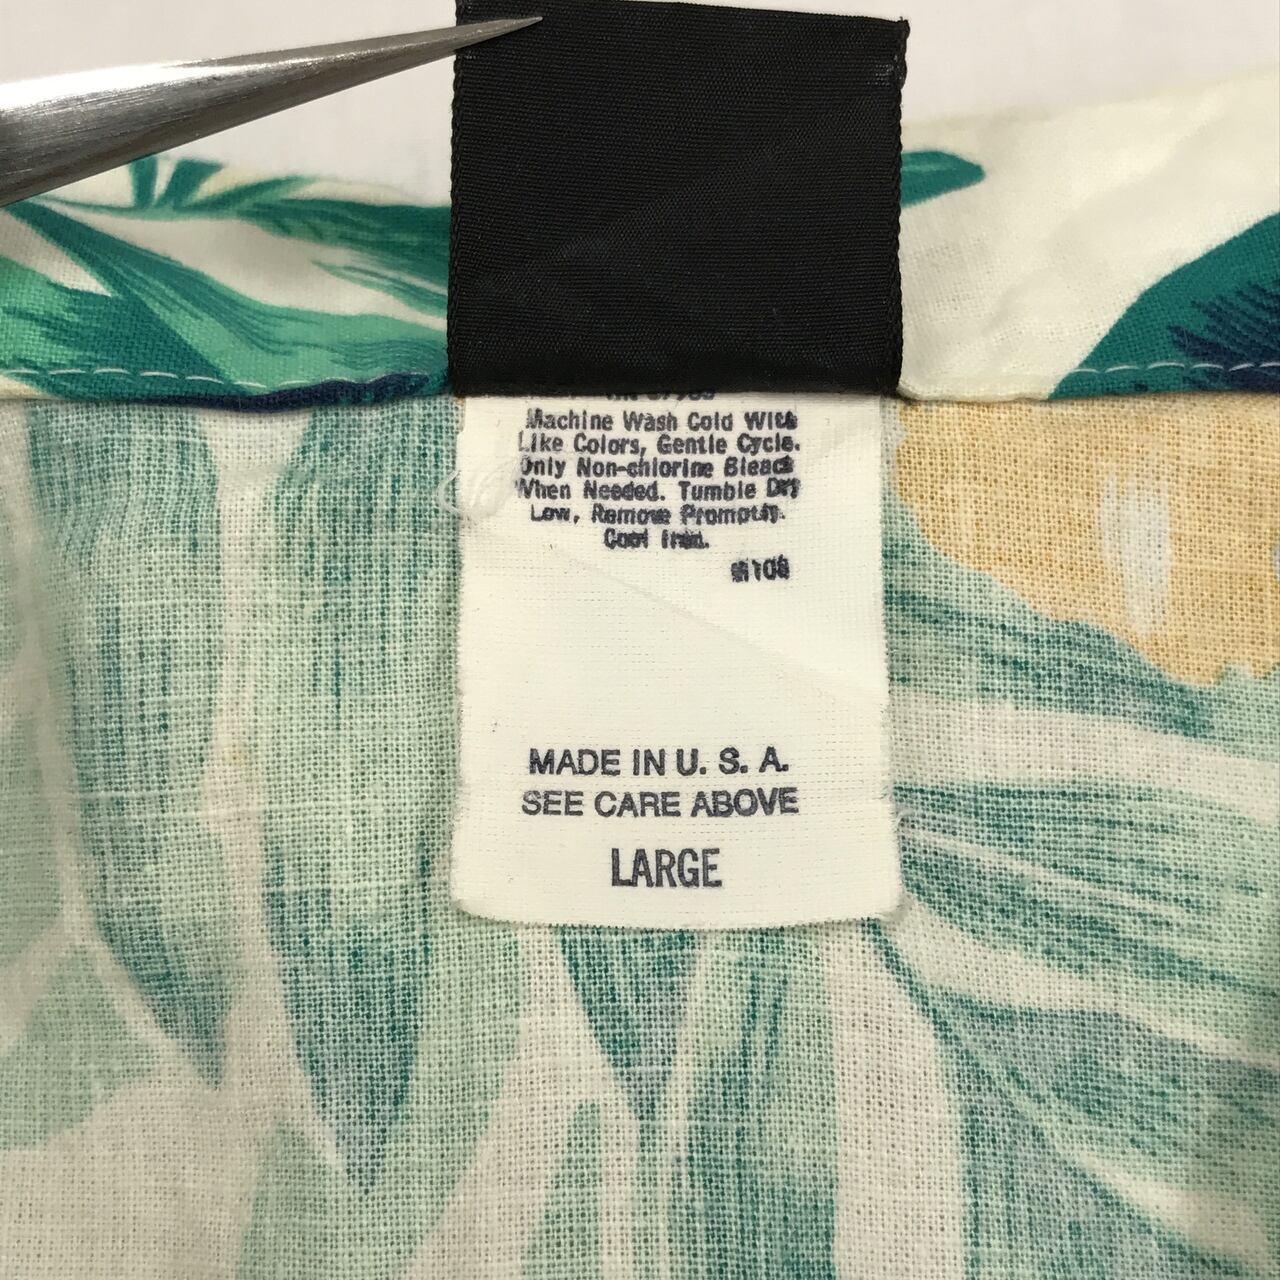 Machine Wash Cold With
Like Colors, Gentle Cycle.
Only Non-chlorine Bleach
When Needed. Tumble Dry
Low, Remove Promptly.
Cool Iron.
MADE IN U. S. A.
SEE CARE ABOVE
LARGE